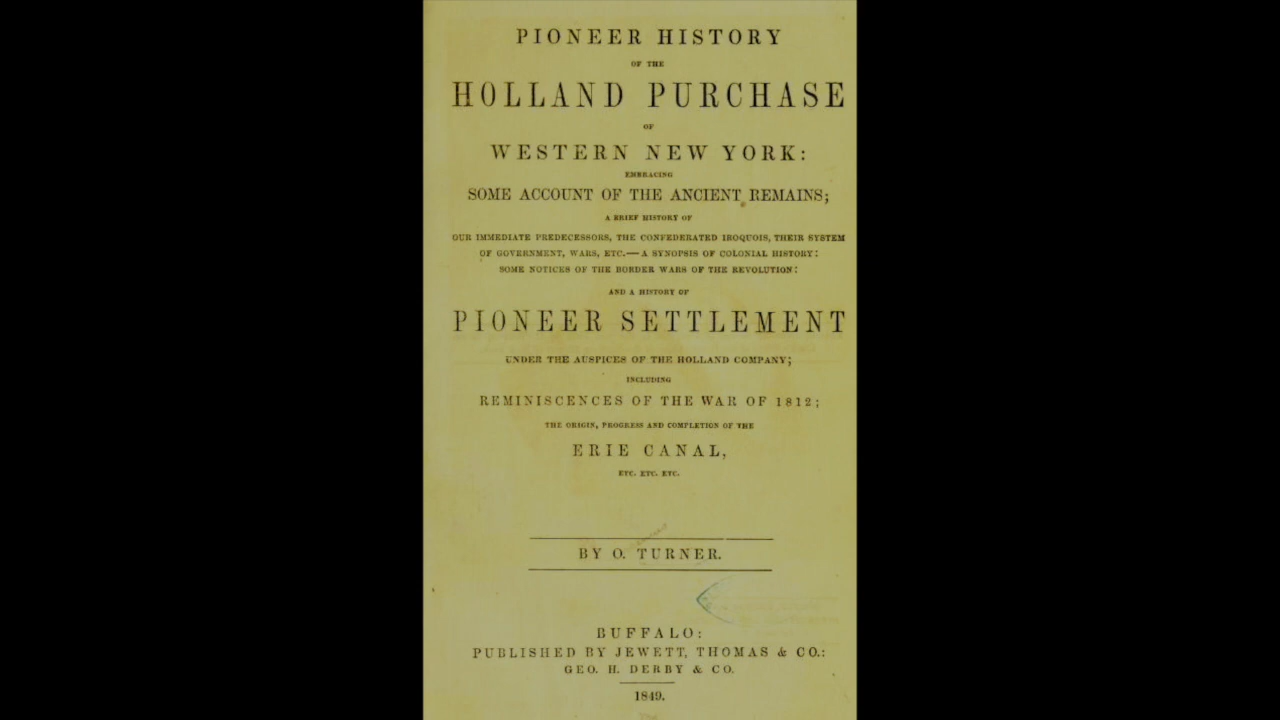 PIONEER HISTORY
OF THE
HOLLAND PURCHASE
OF
WESTERN NEW YORK:
EMBRACING
SOME ACCOUNT OF THE ANCIENT REMAINS;
A BRIEF HISTORY OF
OUR IMMEDIATE PREDECESSORS, THE CONFEDERATED IROQUOIS, THEIR SYSTEM
OF GOVERNMENT, WARS, ETC.—A SYNOPSIS OF COLONIAL HISTORY:
SOME NOTICES OF THE BORDER WARS OF THE REVOLUTION:
AND A HISTORY OF
PIONEER SETTLEMENT
UNDER THE AUSPICES OF THE HOLLAND COMPANY;
INCLUDING
REMINISCENCES OF THE WAR OF 1812;
THE ORIGIN, PROGRESS AND COMPLETION OF THE
ERIE CANAL,
ETC. ETC. ETC.
BY O. TURNER.
BUFFALO:
PUBLISHED BY JEWETT, THOMAS & CO.:
GEO. H. DERBY & CO.
1849.